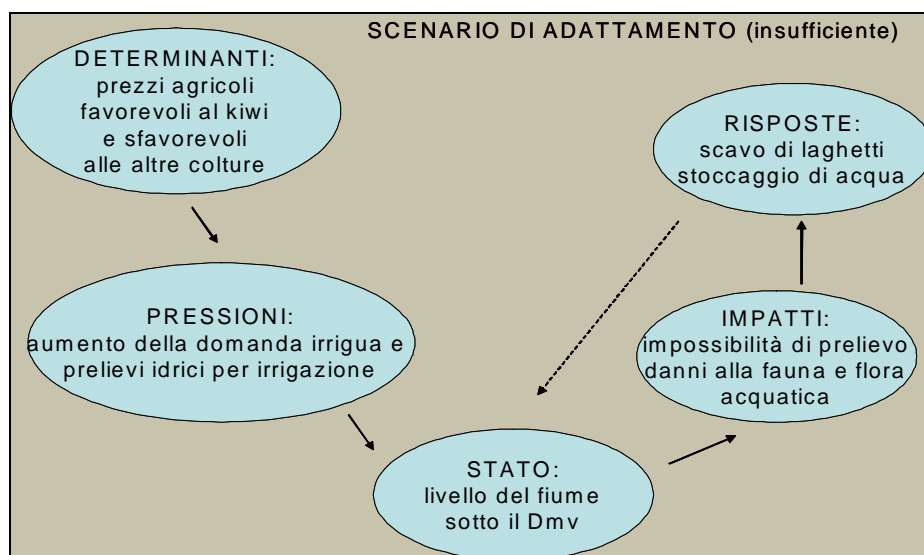 SCENARIO DI ADATTAMENTO (insufficiente)
DETERMINANTI:
prezzi agricoli
favorevoli al kiwi
e sfavorevoli
alle altre colture
PRESSIONI:
aumento della domanda irrigua e
prelievi idrici per irrigazione
STATO:
livello del fiume
sotto il Dmv
IMPATTI:
impossibilità di prelievo
danni alla fauna e flora
acquatica
RISPOSTE:
scavo di laghetti
stoccaggio di acqua